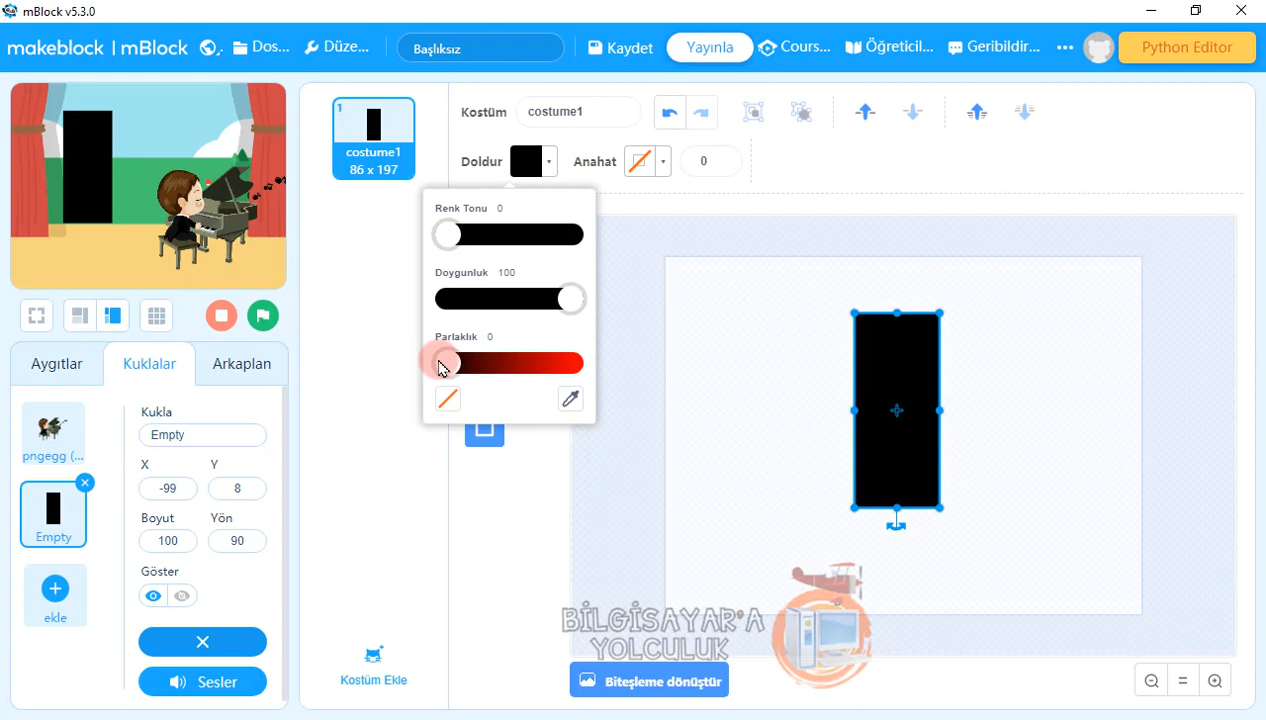 mBlock v5.3.0
makeblock | mBlock
Dos...
Düze...
Başlıksız
Kaydet
Yayınla
Cours...
Öğreticil...
Geribildir...
Python Editor
1
costume1
86 x 197
Kostüm
costume1
Doldur
Anahat
0
Renk Tonu 0
Doygunluk 100
Parlaklık 0
Aygıtlar
Kuklalar
Arkaplan
pngegg (...
Empty
ekle
Kukla
Empty
X
Y
-99
8
Boyut
Yön
100
90
Göster
Sesler
Kostüm Ekle
BİLGİSAYAR'A
YOLCULUK
Biteşleme dönüştür